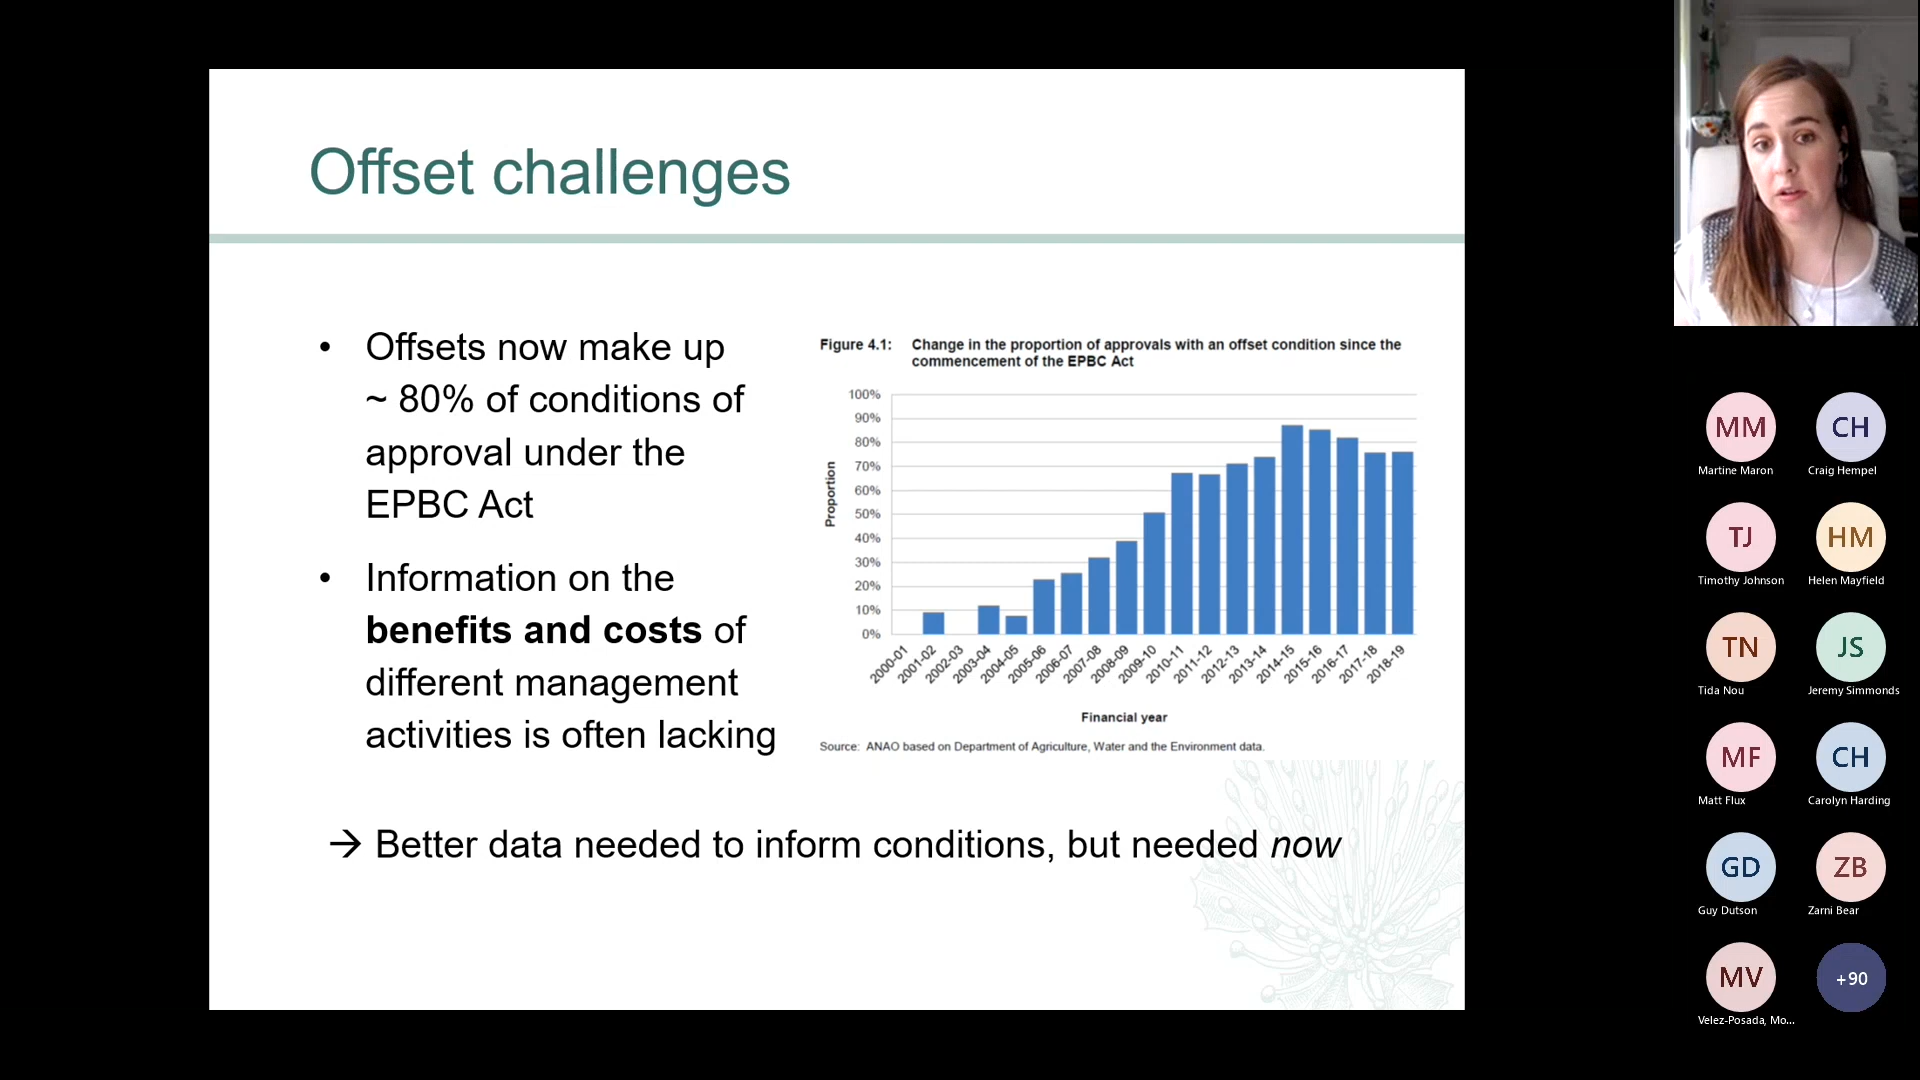 Offset challenges
• Offsets now make up
~ 80% of conditions of
approval under the
EPBC Act
• Information on the
benefits and costs of
different management
activities is often lacking
→ Better data needed to inform conditions, but needed now
Figure 4.1: Change in the proportion of approvals with an offset condition since the
commencement of the EPBC Act
Proportion
100%
90%
80%
70%
60%
50%
40%
30%
20%
10%
0%
2000-01
2001-02
2002-03
2003-04
2004-05
2005-06
2006-07
2007-08
2008-09
2009-10
2010-11
2011-12
2012-13
2013-14
2014-15
2015-16
2016-17
2017-18
2018-19
Financial year
Source: ANAO based on Department of Agriculture, Water and the Environment data.
MM
Martine Maron
CH
Craig Hempel
TJ
Timothy Johnson
HM
Helen Mayfield
TN
Tida Nou
JS
Jeremy Simmonds
MF
Matt Flux
CH
Carolyn Harding
GD
Guy Dutson
ZB
Zarni Bear
MV
Velez-Posada, Mo...
+90